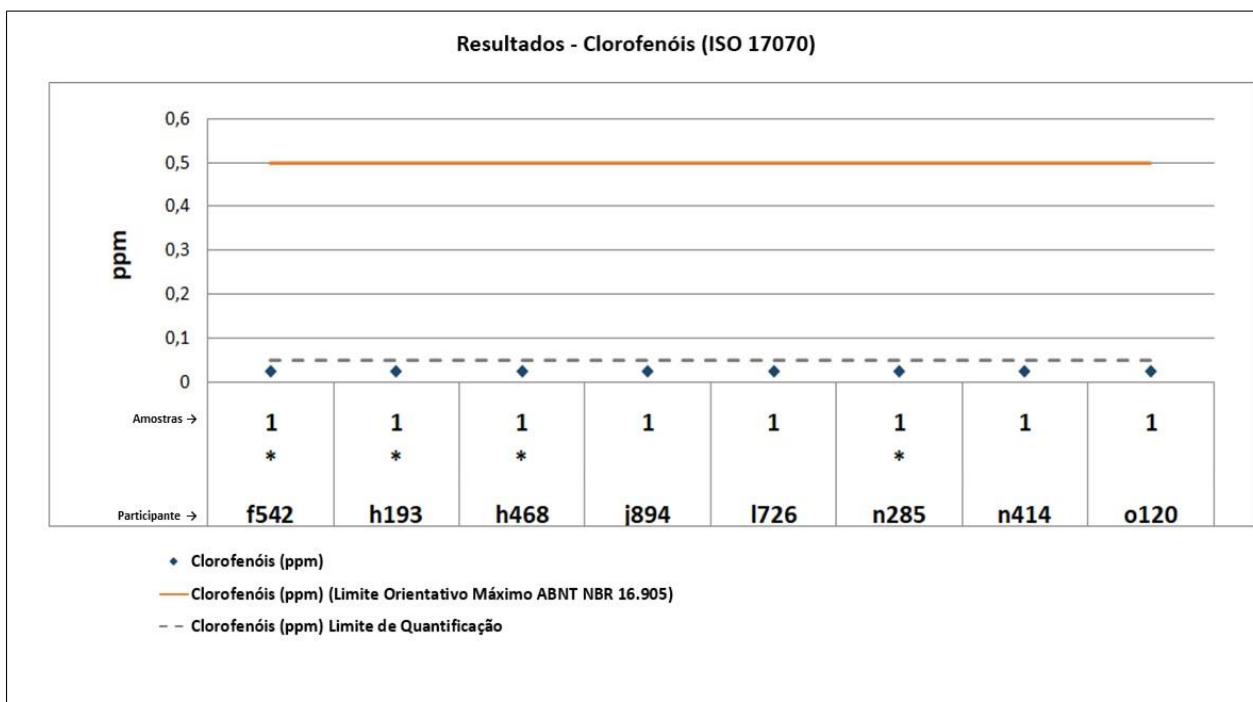 Resultados - Clorofenóis (ISO 17070)
0,6
0,5
0,4
0,3
0,2
0,1
0
ppm
Amostras → 1 1 1 1 1 1 1 1
* * * *
Participante → f542 h193 h468 j894 l726 n285 n414 o120
Clorofenóis (ppm)
Clorofenóis (ppm) (Limite Orientativo Máximo ABNT NBR 16.905)
Clorofenóis (ppm) Limite de Quantificação